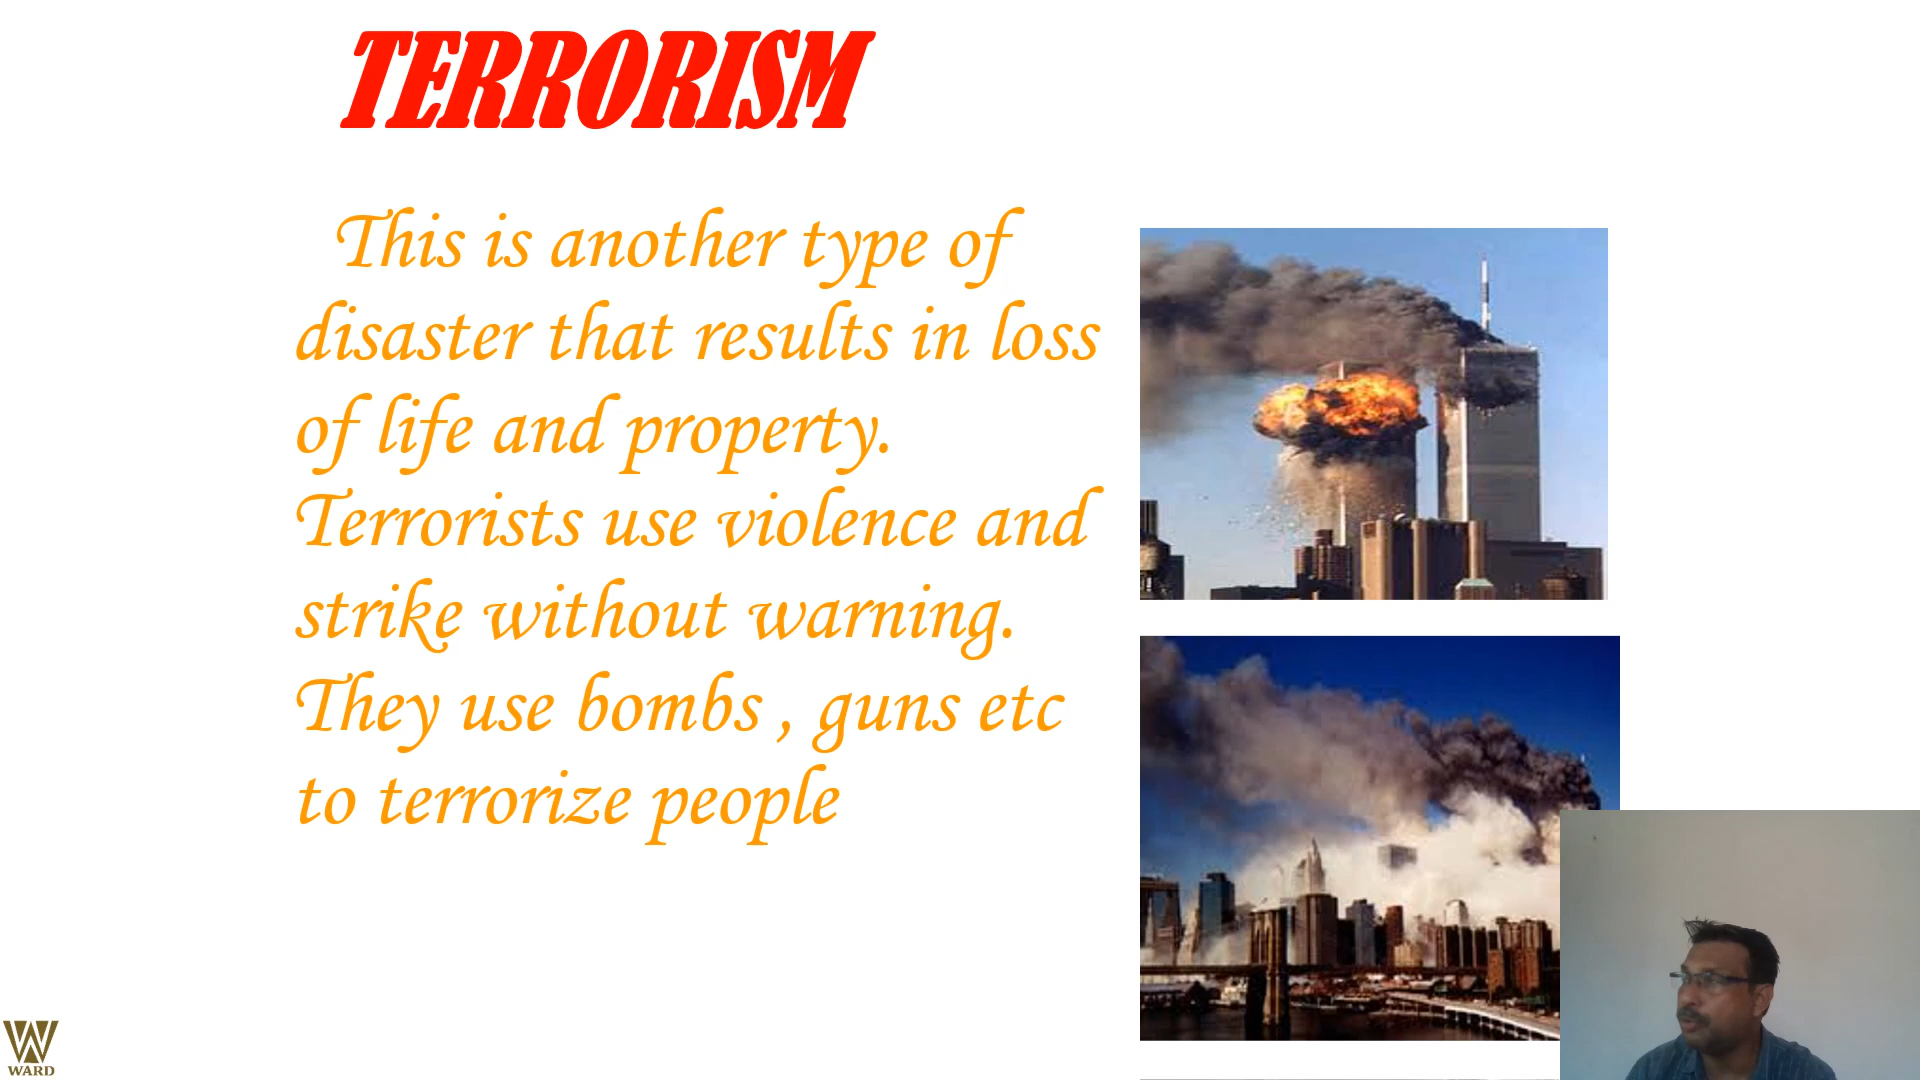 TERRORISM
This is another type of
disaster that results in loss
of life and property.
Terrorists use violence and
strike without warning.
They use bombs , guns etc
to terrorize people
WARD